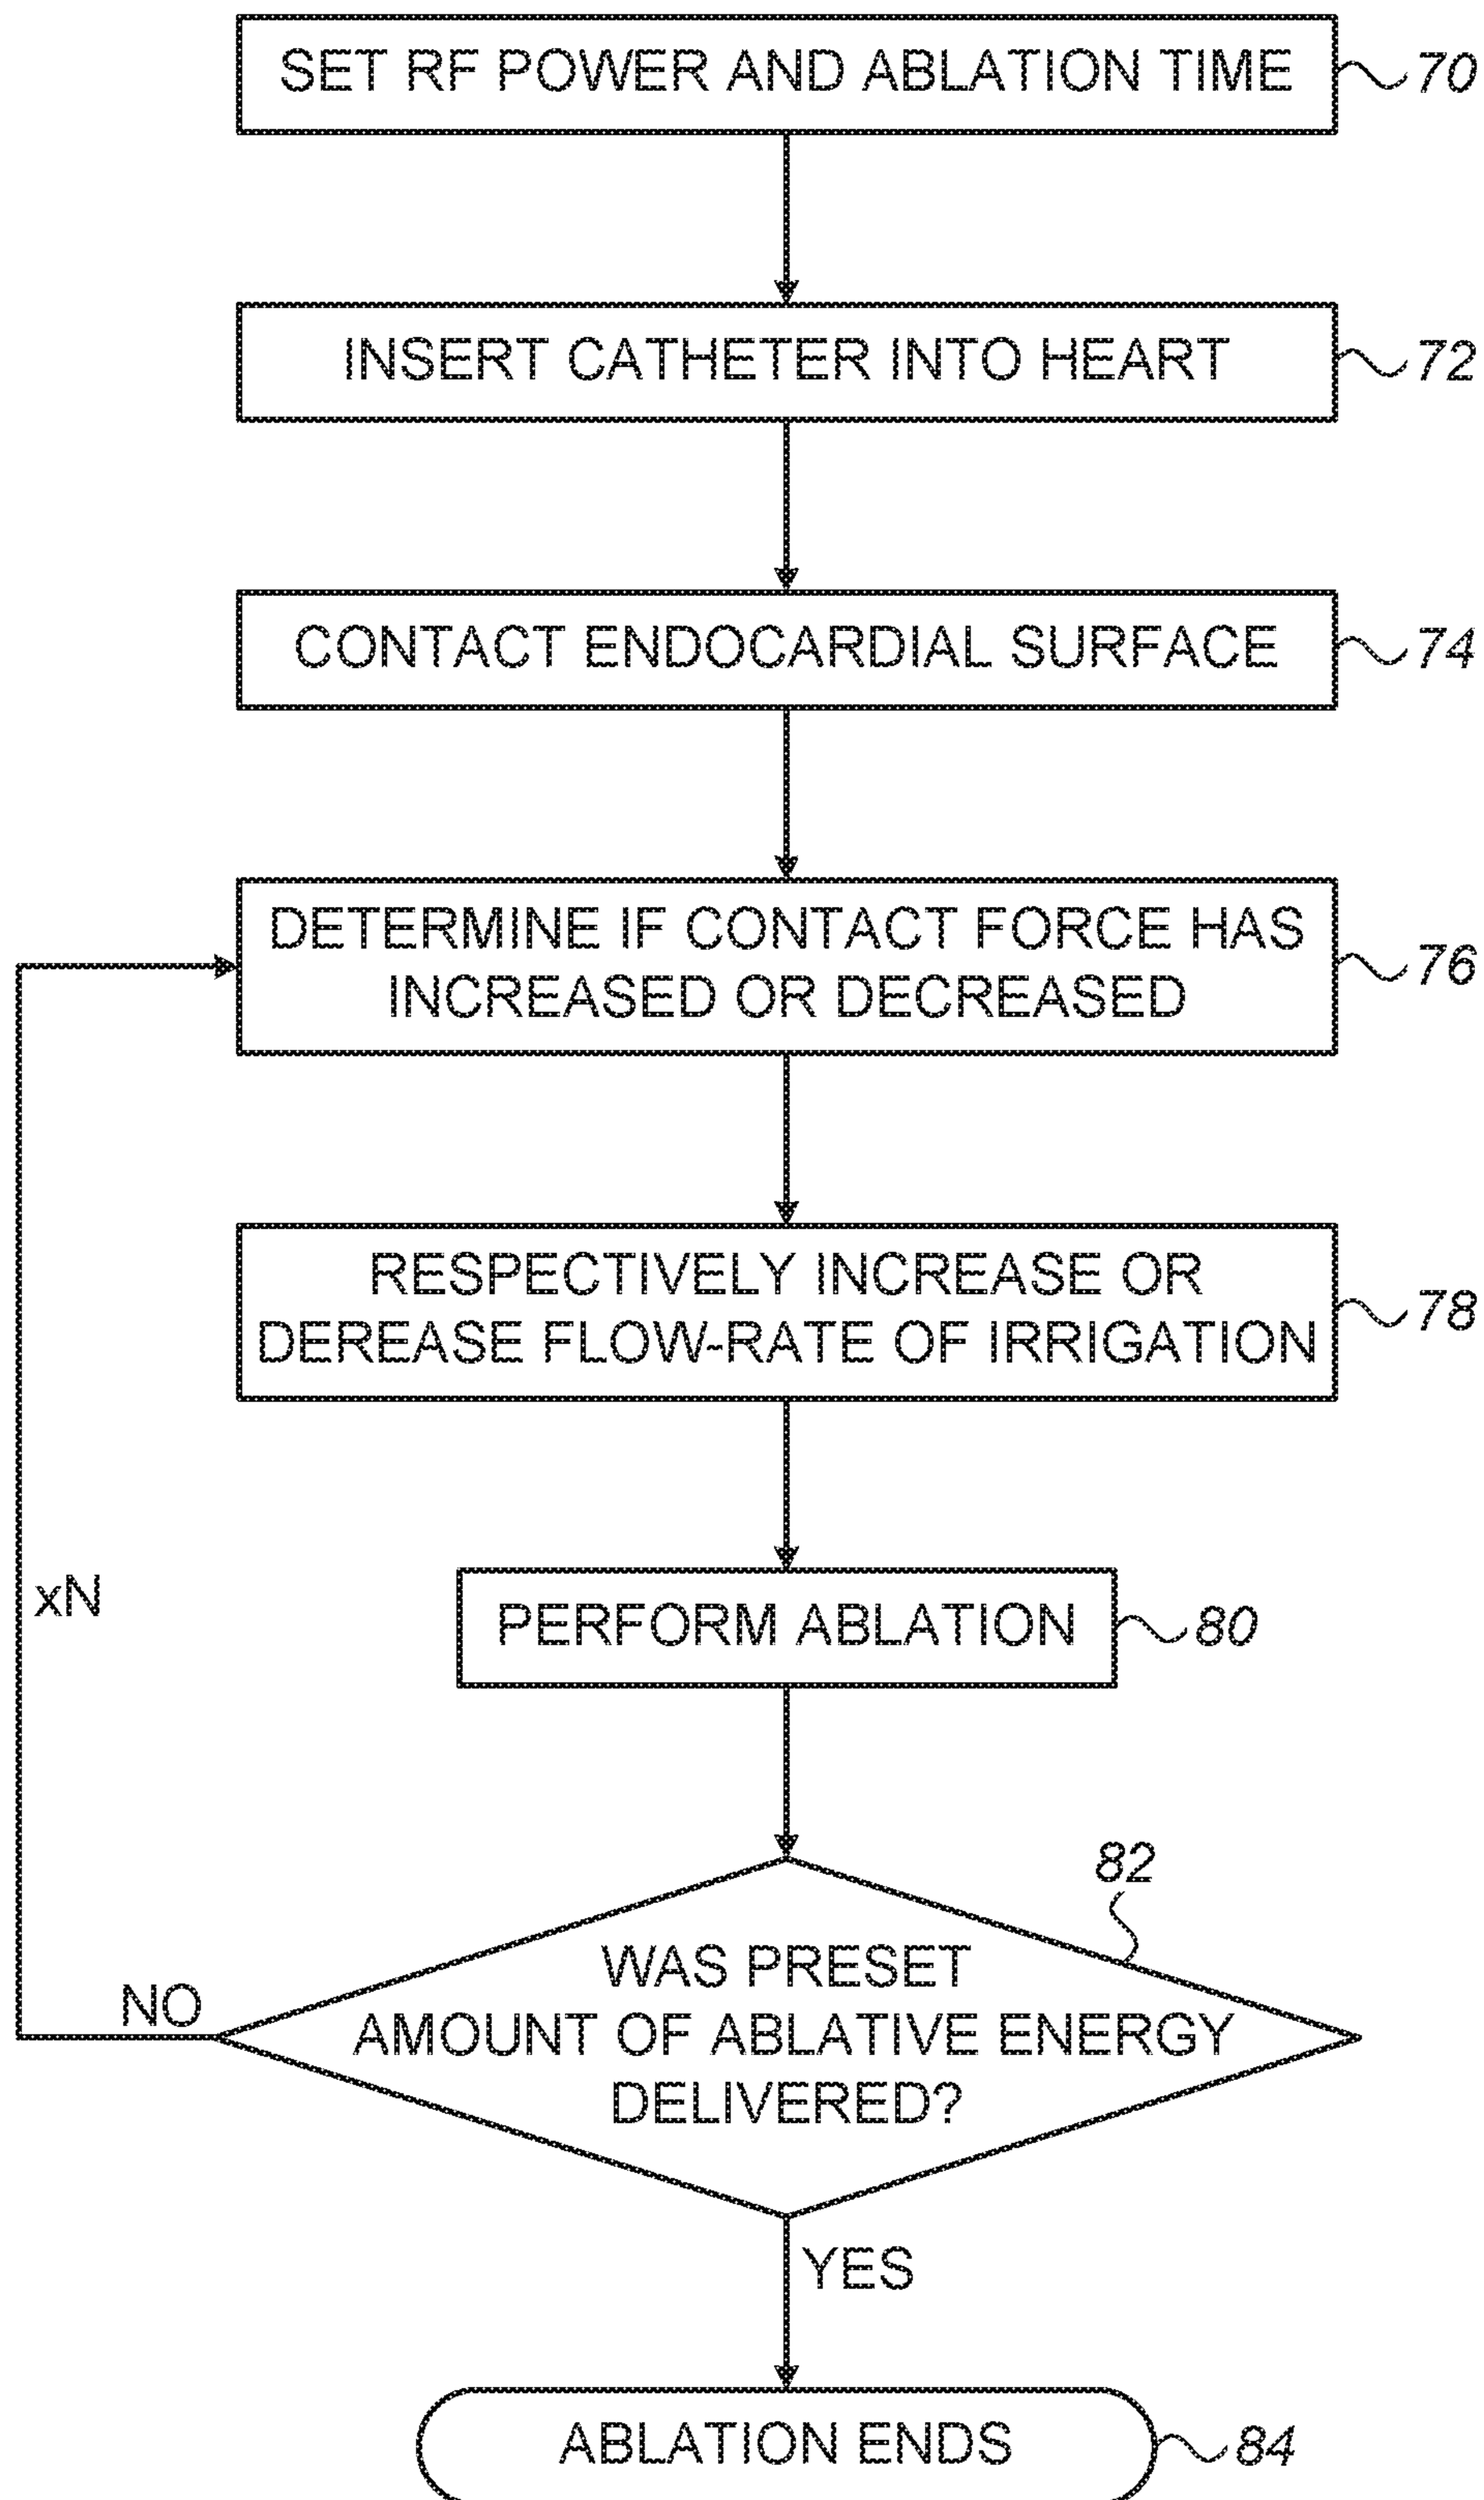 SET RF POWER AND ABLATION TIME 70
INSERT CATHETER INTO HEART 72
CONTACT ENDOCARDIAL SURFACE 74
DETERMINE IF CONTACT FORCE HAS
INCREASED OR DECREASED
76
RESPECTIVELY INCREASE OR
DEREASE FLOW-RATE OF IRRIGATION
78
xN
PERFORM ABLATION 80
82
WAS PRESET
AMOUNT OF ABLATIVE ENERGY
DELIVERED?
NO
YES
ABLATION ENDS 84